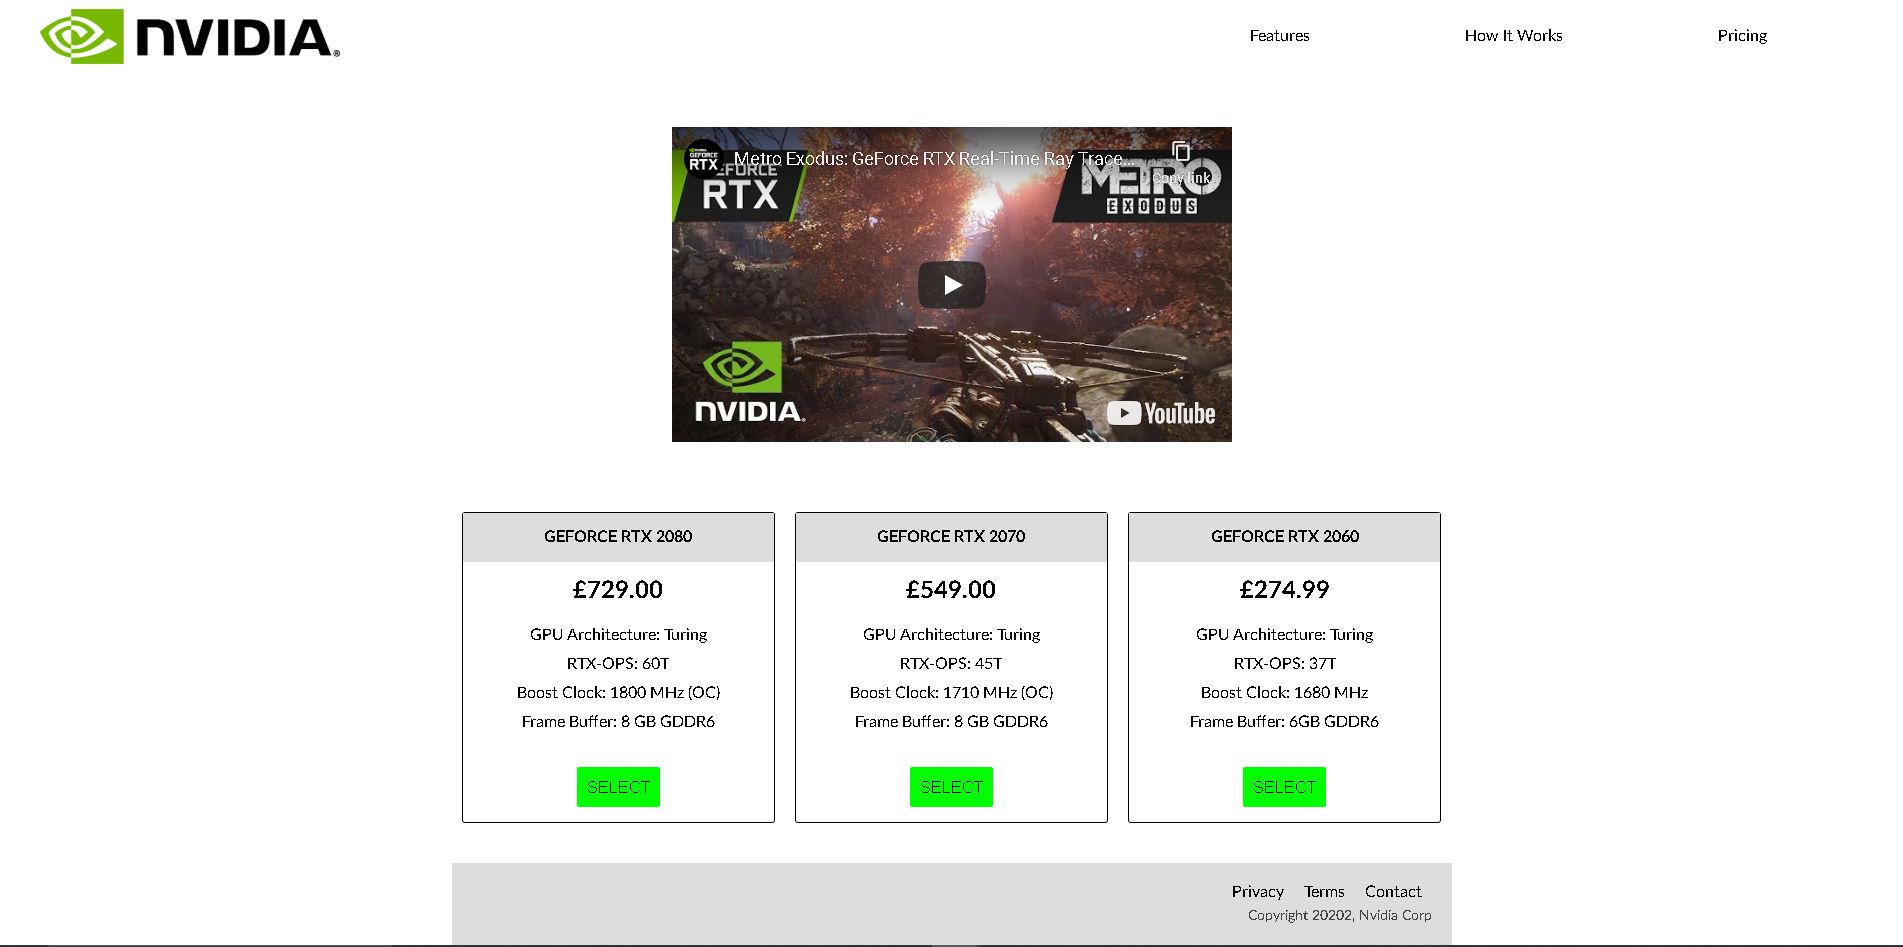 nVIDIA®
Features
How It Works
Pricing
Metro Exodus: GeForce RTX Real-Time Ray Trace...
Copy link
GEFORCE
RTX
GEFORCE
RTX
METRO
EXODUS
nVIDIA®
YouTube
GEFORCE RTX 2080
£729.00
GPU Architecture: Turing
RTX-OPS: 60T
Boost Clock: 1800 MHz (OC)
Frame Buffer: 8 GB GDDR6
SELECT
GEFORCE RTX 2070
£549.00
GPU Architecture: Turing
RTX-OPS: 45T
Boost Clock: 1710 MHz (OC)
Frame Buffer: 8 GB GDDR6
SELECT
GEFORCE RTX 2060
£274.99
GPU Architecture: Turing
RTX-OPS: 37T
Boost Clock: 1680 MHz
Frame Buffer: 6GB GDDR6
SELECT
Privacy Terms Contact
Copyright 20202, Nvidia Corp